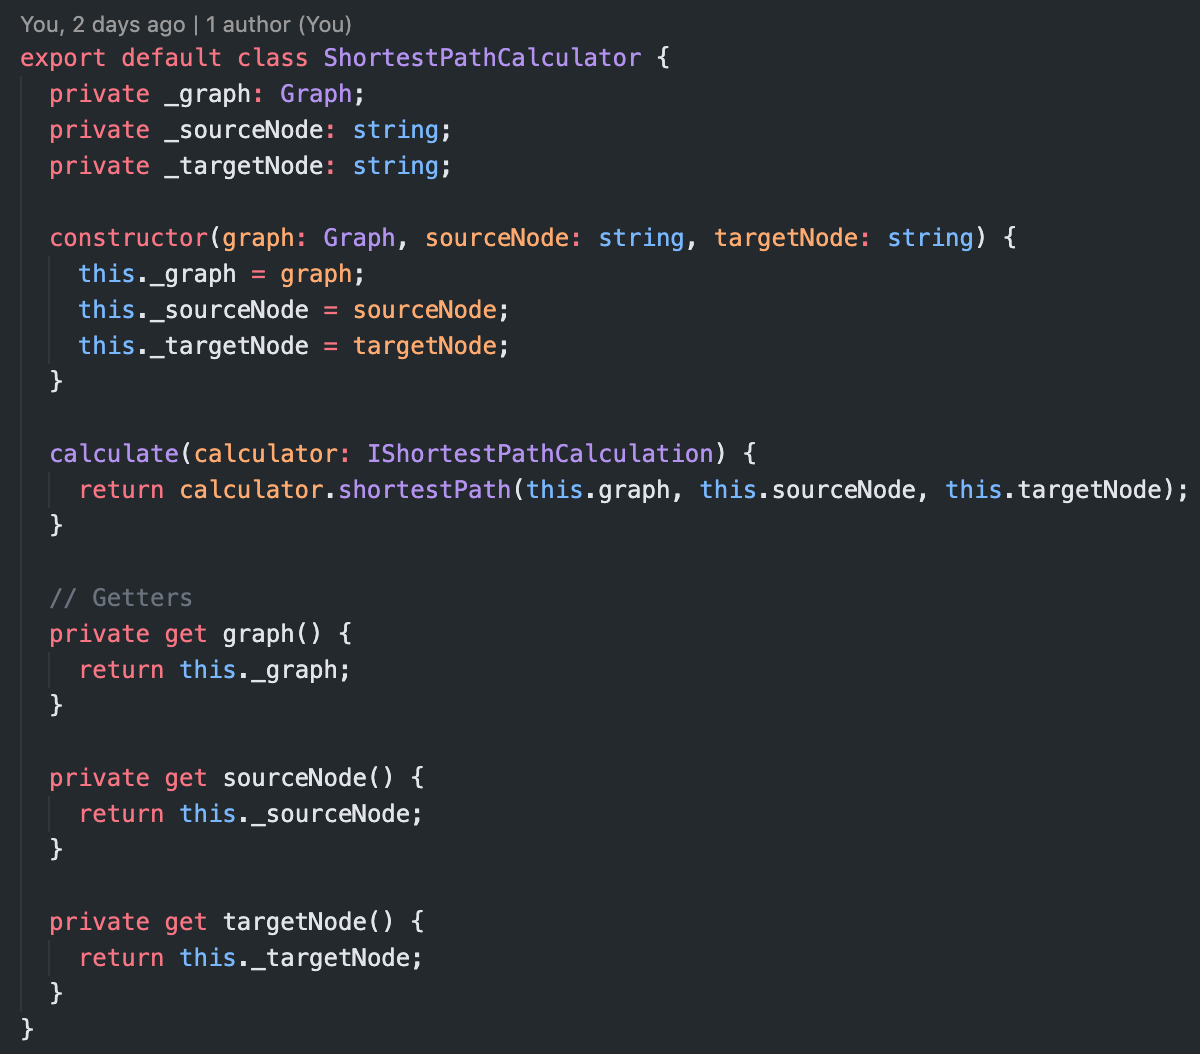 You, 2 days ago | 1 author (You)
export default class ShortestPathCalculator {
  private _graph: Graph;
  private _sourceNode: string;
  private _targetNode: string;

  constructor(graph: Graph, sourceNode: string, targetNode: string) {
    this._graph = graph;
    this._sourceNode = sourceNode;
    this._targetNode = targetNode;
  }

  calculate(calculator: IShortestPathCalculation) {
    return calculator.shortestPath(this.graph, this.sourceNode, this.targetNode);
  }

  // Getters
  private get graph() {
    return this._graph;
  }

  private get sourceNode() {
    return this._sourceNode;
  }

  private get targetNode() {
    return this._targetNode;
  }
}